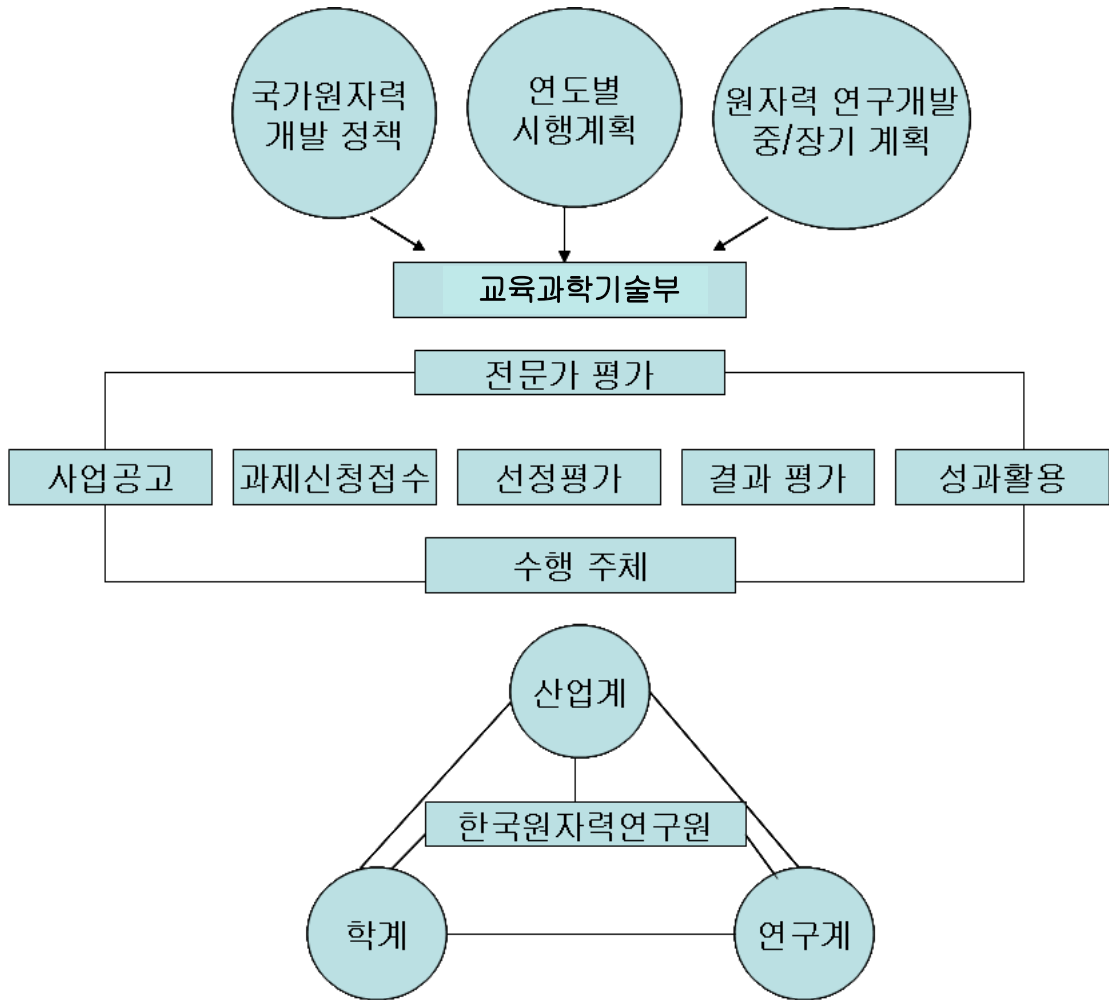 국가원자력
개발 정책
연도별
시행계획
원자력 연구개발
중/장기 계획
교육과학기술부
전문가 평가
사업공고
과제신청접수
선정평가
결과 평가
성과활용
수행 주체
산업계
한국원자력연구원
학계
연구계